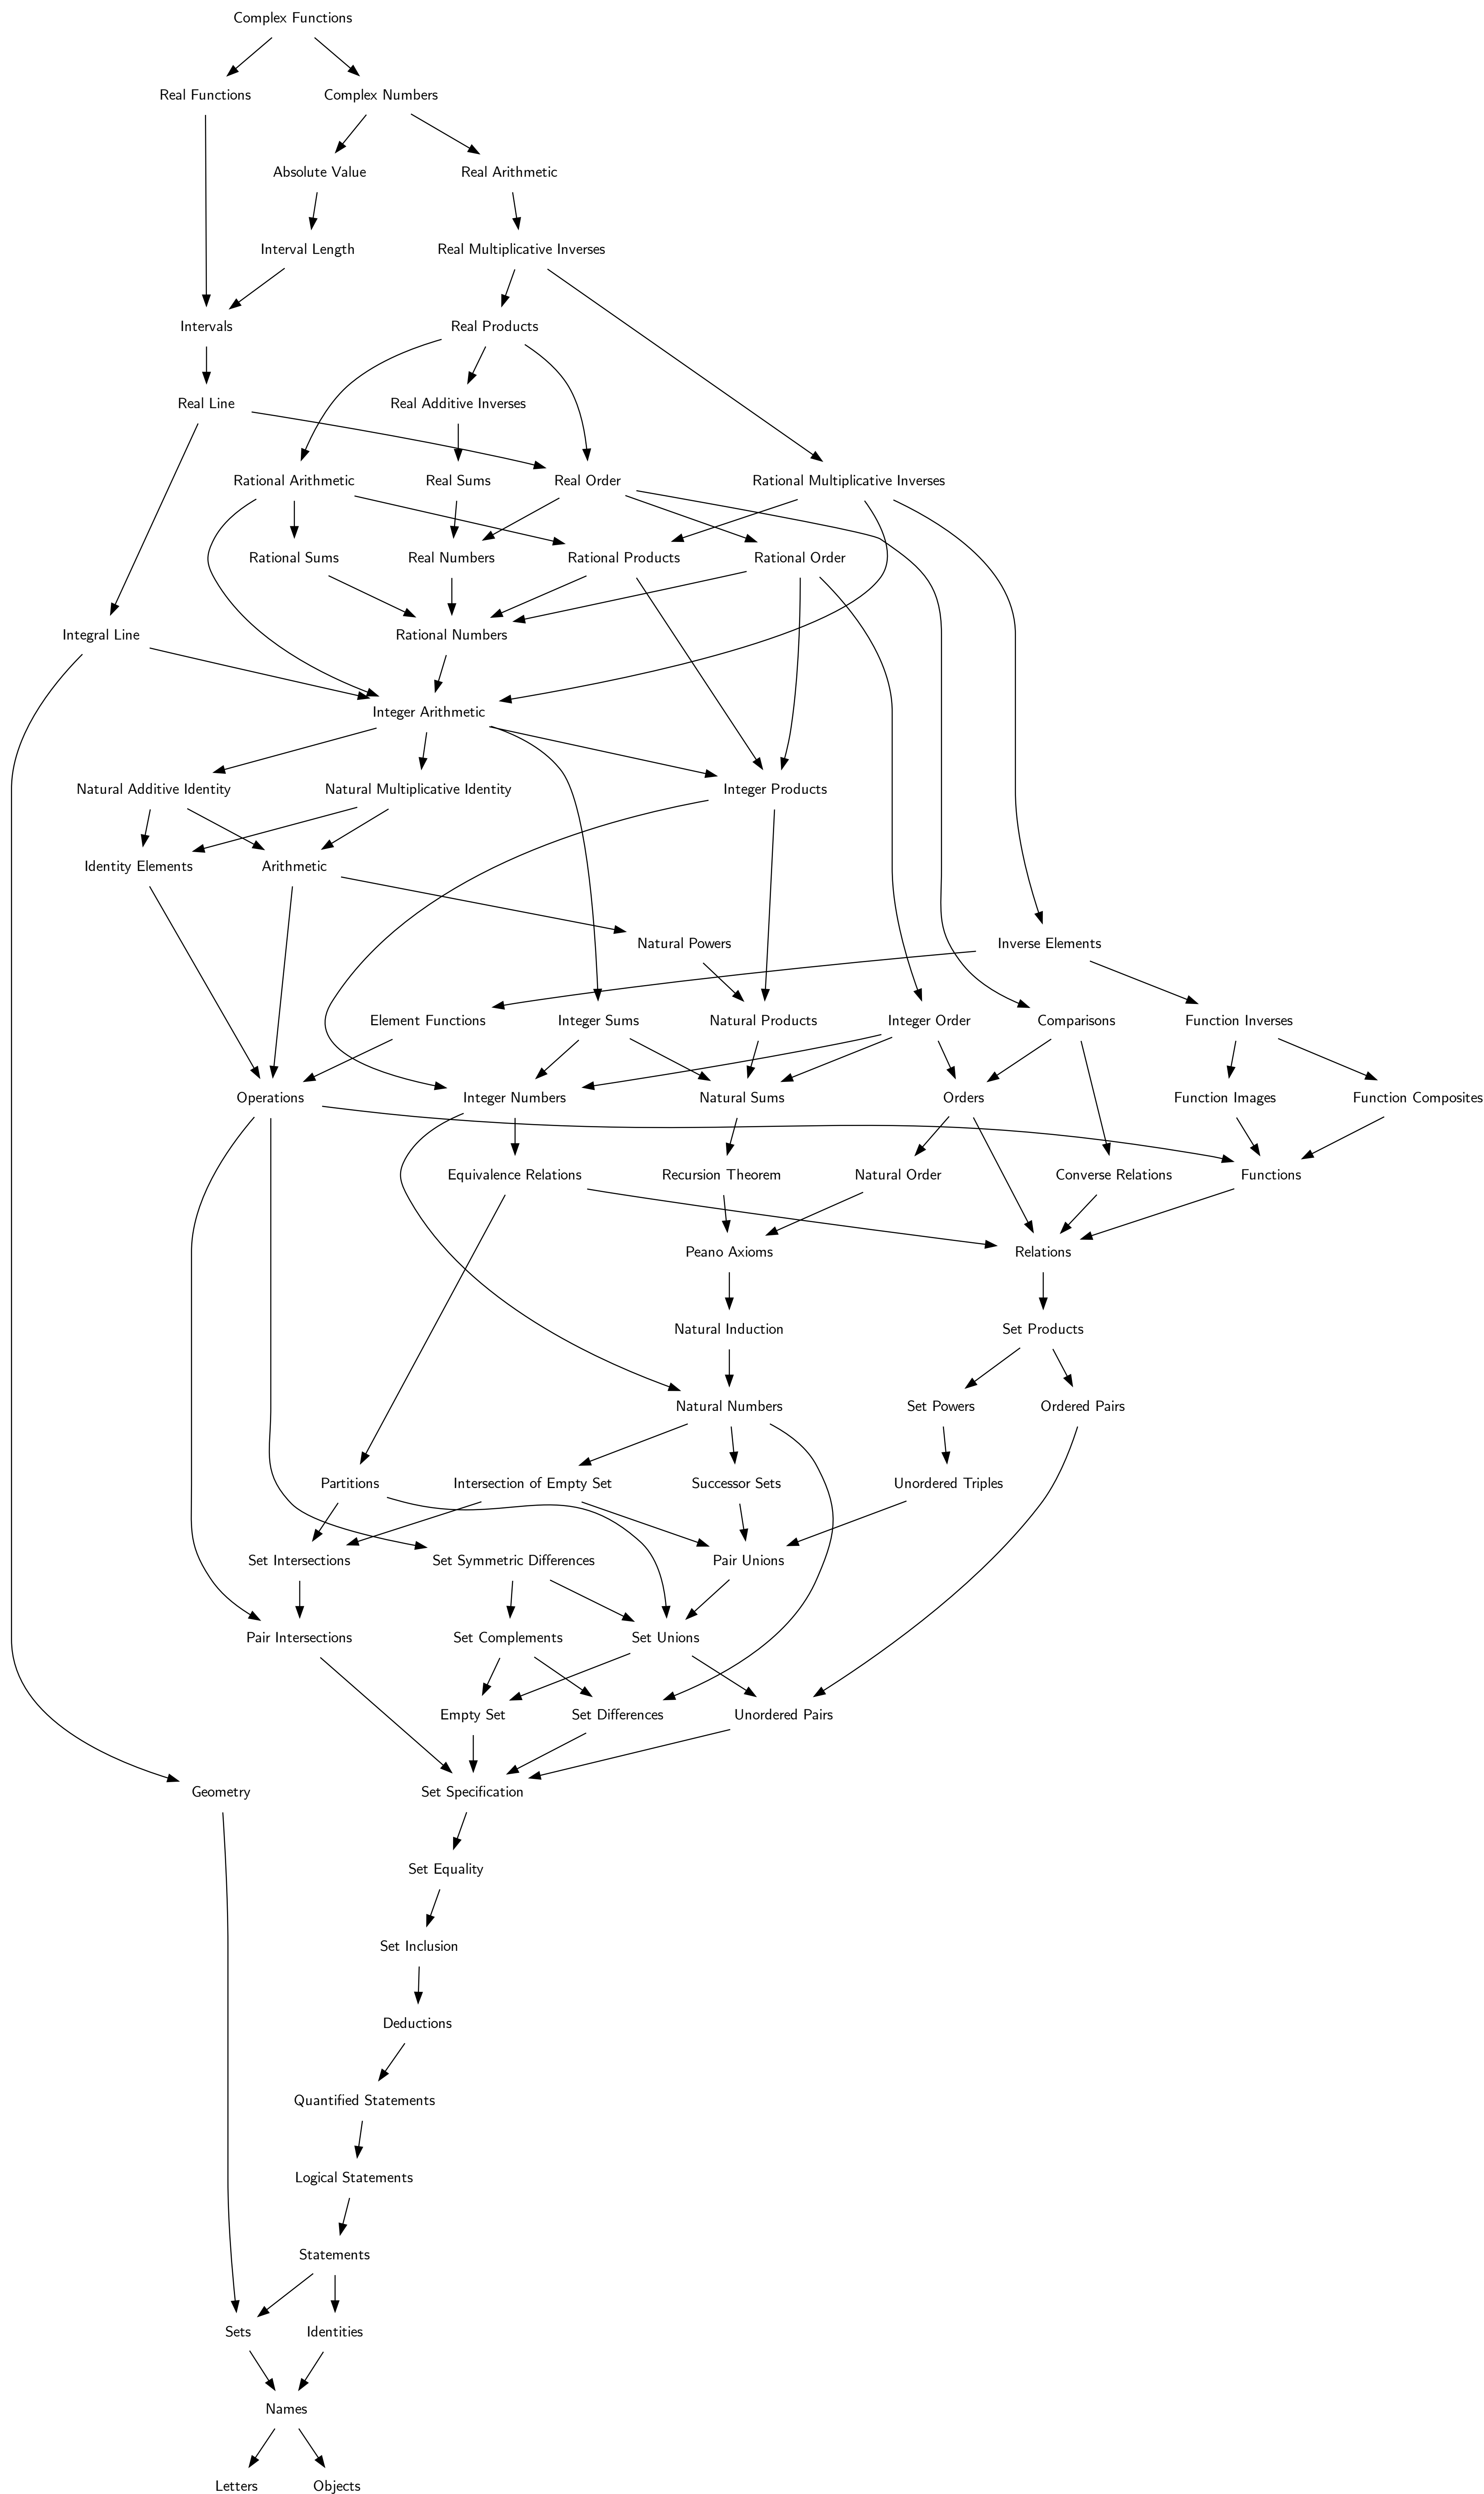 Complex Functions
Real Functions
Complex Numbers
Absolute Value
Real Arithmetic
Interval Length
Real Multiplicative Inverses
Intervals
Real Products
Real Line
Real Additive Inverses
Rational Arithmetic
Real Sums
Real Order
Rational Multiplicative Inverses
Rational Sums
Real Numbers
Rational Products
Rational Order
Integral Line
Rational Numbers
Integer Arithmetic
Natural Additive Identity
Natural Multiplicative Identity
Integer Products
Identity Elements
Arithmetic
Natural Powers
Inverse Elements
Element Functions
Integer Sums
Natural Products
Integer Order
Comparisons
Function Inverses
Operations
Integer Numbers
Natural Sums
Orders
Function Images
Function Composites
Equivalence Relations
Recursion Theorem
Natural Order
Converse Relations
Functions
Peano Axioms
Relations
Natural Induction
Set Products
Natural Numbers
Set Powers
Ordered Pairs
Partitions
Intersection of Empty Set
Successor Sets
Unordered Triples
Set Intersections
Set Symmetric Differences
Pair Unions
Pair Intersections
Set Complements
Set Unions
Empty Set
Set Differences
Unordered Pairs
Geometry
Set Specification
Set Equality
Set Inclusion
Deductions
Quantified Statements
Logical Statements
Statements
Sets
Identities
Names
Letters
Objects